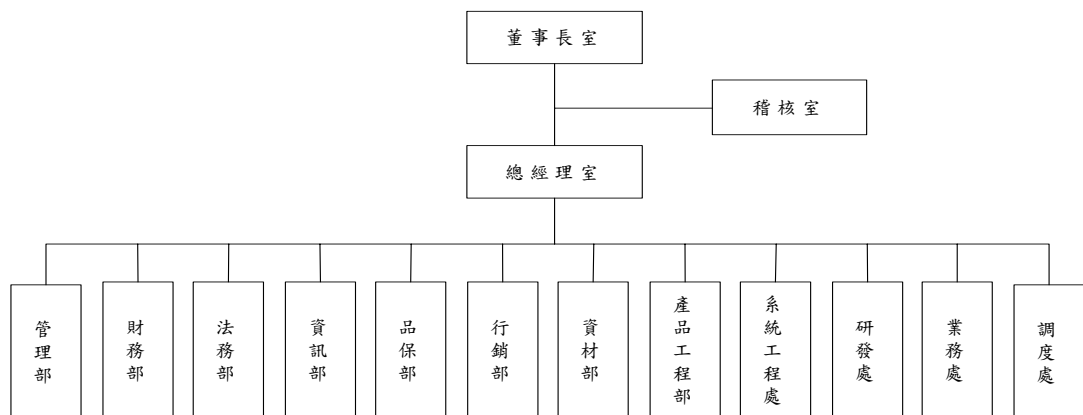 董事長室
稽核室
總經理室
管理部
財務部
法務部
資訊部
品保部
行銷部
資材部
產品工程部
系統工程處
研發處
業務處
調度處